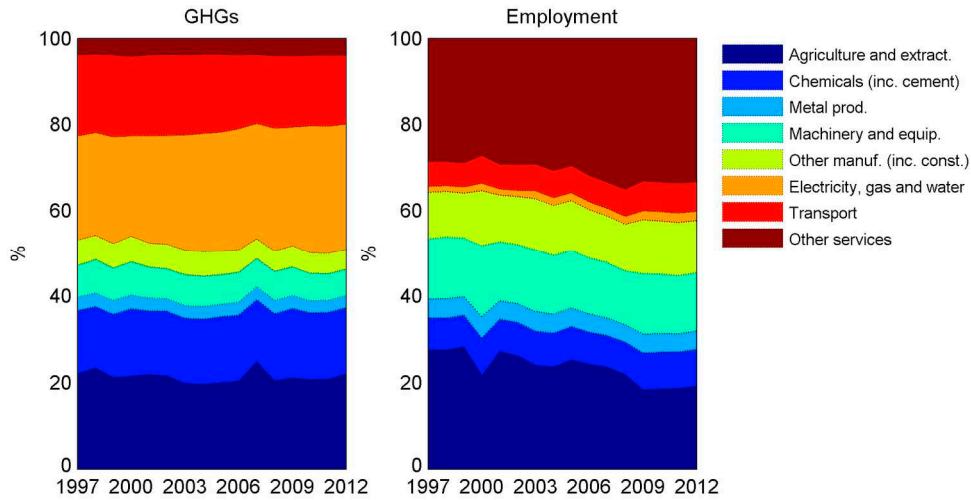 GHGs
Employment
100
80
60
40
20
0
%
1997
2000
2003
2006
2009
2012
100
80
60
40
20
0
%
1997
2000
2003
2006
2009
2012
Agriculture and extract.
Chemicals (inc. cement)
Metal prod.
Machinery and equip.
Other manuf. (inc. const.)
Electricity, gas and water
Transport
Other services